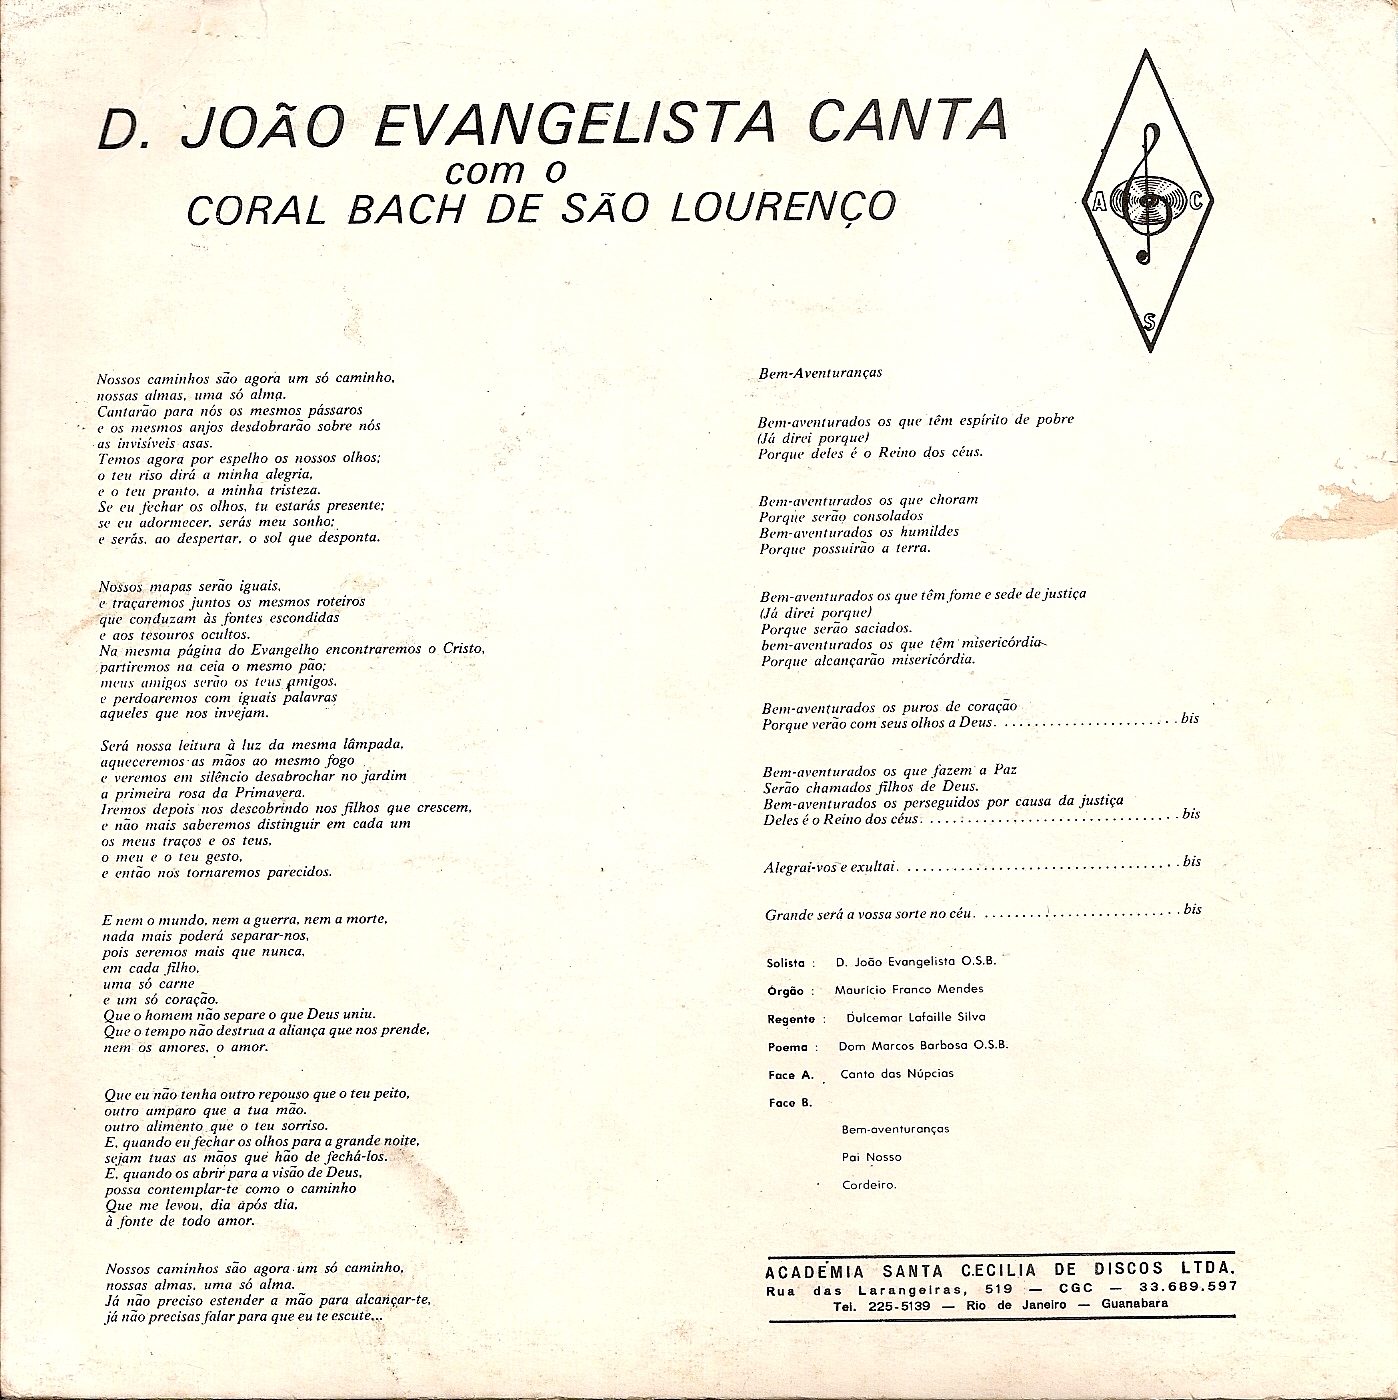 D. JOÃO EVANGELISTA CANTA
com o
CORAL BACH DE SÃO LOURENÇO
A C
S
Nossos caminhos são agora um só caminho,
nossas almas, uma só alma.
Cantarão para nós os mesmos pássaros
e os mesmos anjos desdobrarão sobre nós
as invisíveis asas.
Temos agora por espelho os nossos olhos;
o teu riso dirá a minha alegria,
e o teu pranto, a minha tristeza.
Se eu fechar os olhos, tu estarás presente;
se eu adormecer, serás meu sonho;
e serás, ao despertar, o sol que desponta.
Nossos mapas serão iguais,
e traçaremos juntos os mesmos roteiros
que conduzam às fontes escondidas
e aos tesouros ocultos.
Na mesma página do Evangelho encontraremos o Cristo,
partiremos na ceia o mesmo pão;
meus amigos serão os teus amigos,
e perdoaremos com iguais palavras
aqueles que nos invejam.
Será nossa leitura à luz da mesma lâmpada,
aqueceremos as mãos ao mesmo fogo
e veremos em silêncio desabrochar no jardim
a primeira rosa da Primavera.
Iremos depois nos descobrindo nos filhos que crescem,
e não mais saberemos distinguir em cada um
os meus traços e os teus,
o meu e o teu gesto,
e então nos tornaremos parecidos.
E nem o mundo, nem a guerra, nem a morte,
nada mais poderá separar-nos,
pois seremos mais que nunca,
em cada filho,
uma só carne
e um só coração.
Que o homem não separe o que Deus uniu.
Que o tempo não destrua a aliança que nos prende,
nem os amores, o amor.
Que eu não tenha outro repouso que o teu peito,
outro amparo que a tua mão.
outro alimento que o teu sorriso.
E, quando eu fechar os olhos para a grande noite,
sejam tuas as mãos que hão de fechá-los.
E, quando os abrir para a visão de Deus,
possa contemplar-te como o caminho
Que me levou, dia após dia,
à fonte de todo amor.
Nossos caminhos são agora um só caminho,
nossas almas, uma só alma.
Já não preciso estender a mão para alcançar-te,
já não precisas falar para que eu te escute...
Bem-Aventuranças
Bem-aventurados os que têm espírito de pobre
(Já direi porque)
Porque deles é o Reino dos céus.
Bem-aventurados os que choram
Porque serão consolados
Bem-aventurados os humildes
Porque possuirão a terra.
Bem-aventurados os que têm fome e sede de justiça
(Já direi porque)
Porque serão saciados.
bem-aventurados os que têm misericórdia
Porque alcançarão misericórdia.
Bem-aventurados os puros de coração
Porque verão com seus olhos a Deus. . . . . . . . . . . . . . . . . . . . . . . . bis
Bem-aventurados os que fazem a Paz
Serão chamados filhos de Deus.
Bem-aventurados os perseguidos por causa da justiça
Deles é o Reino dos céus. . . . . . . . . . . . . . . . . . . . . . . . . . . . . . . . bis
Alegrai-vos e exultai. . . . . . . . . . . . . . . . . . . . . . . . . . . . . . . . . . . bis
Grande será a vossa sorte no céu. . . . . . . . . . . . . . . . . . . . . . . . . . bis
Solista : D. João Evangelista O.S.B.
Órgão : Mauricio Franco Mendes
Regente : Dulcemar Lafaille Silva
Poema : Dom Marcos Barbosa O.S.B.
Face A. Canto das Núpcias
Face B.
Bem-aventuranças
Pai Nosso
Cordeiro.
ACADEMIA SANTA CECILIA DE DISCOS LTDA.
Rua das Laranjeiras, 519 — CGC — 33.689.597
Tel. 225-5139 — Rio de Janeiro — Guanabara